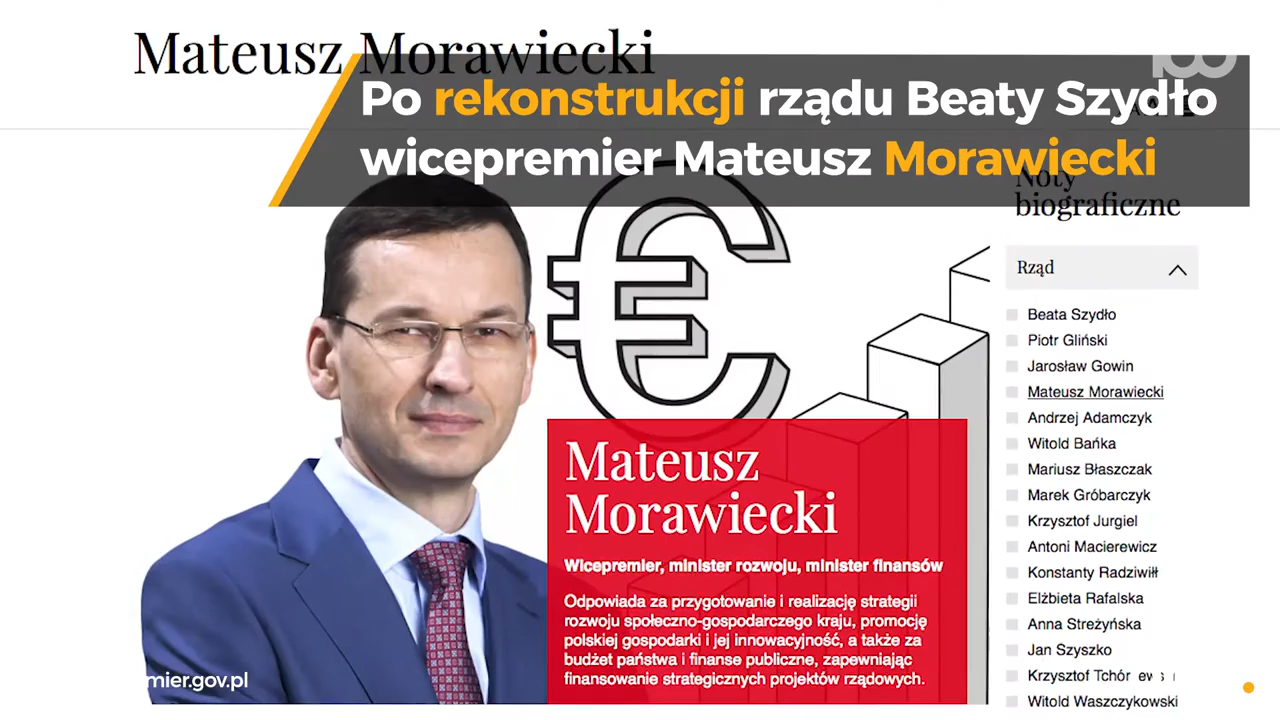 Mateusz Morawiecki
Po rekonstrukcji rządu Beaty Szydło
wicepremier Mateusz Morawiecki
Noty
biograficzne
Rząd
Beata Szydło
Piotr Gliński
Jarosław Gowin
Mateusz Morawiecki
Andrzej Adamczyk
Witold Bańka
Mariusz Błaszczak
Marek Gróbarczyk
Krzysztof Jurgiel
Antoni Macierewicz
Konstanty Radziwiłł
Elżbieta Rafalska
Anna Streżyńska
Jan Szyszko
Krzysztof Tchór
Witold Waszczykowski
Mateusz
Morawiecki
Wicepremier, minister rozwoju, minister finansów
Odpowiada za przygotowanie i realizację strategii
rozwoju społeczno-gospodarczego kraju, promocję
polskiej gospodarki i jej innowacyjność, a także za
budżet państwa i finanse publiczne, zapewniając
finansowanie strategicznych projektów rządowych.
mier.gov.pl